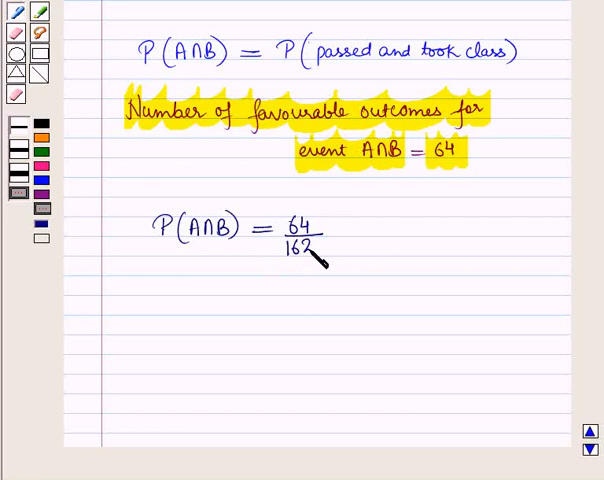 P(A∩B) = P(passed and took class)
Number of favourable outcomes for
event A∩B = 64
P(A∩B) = 64/162